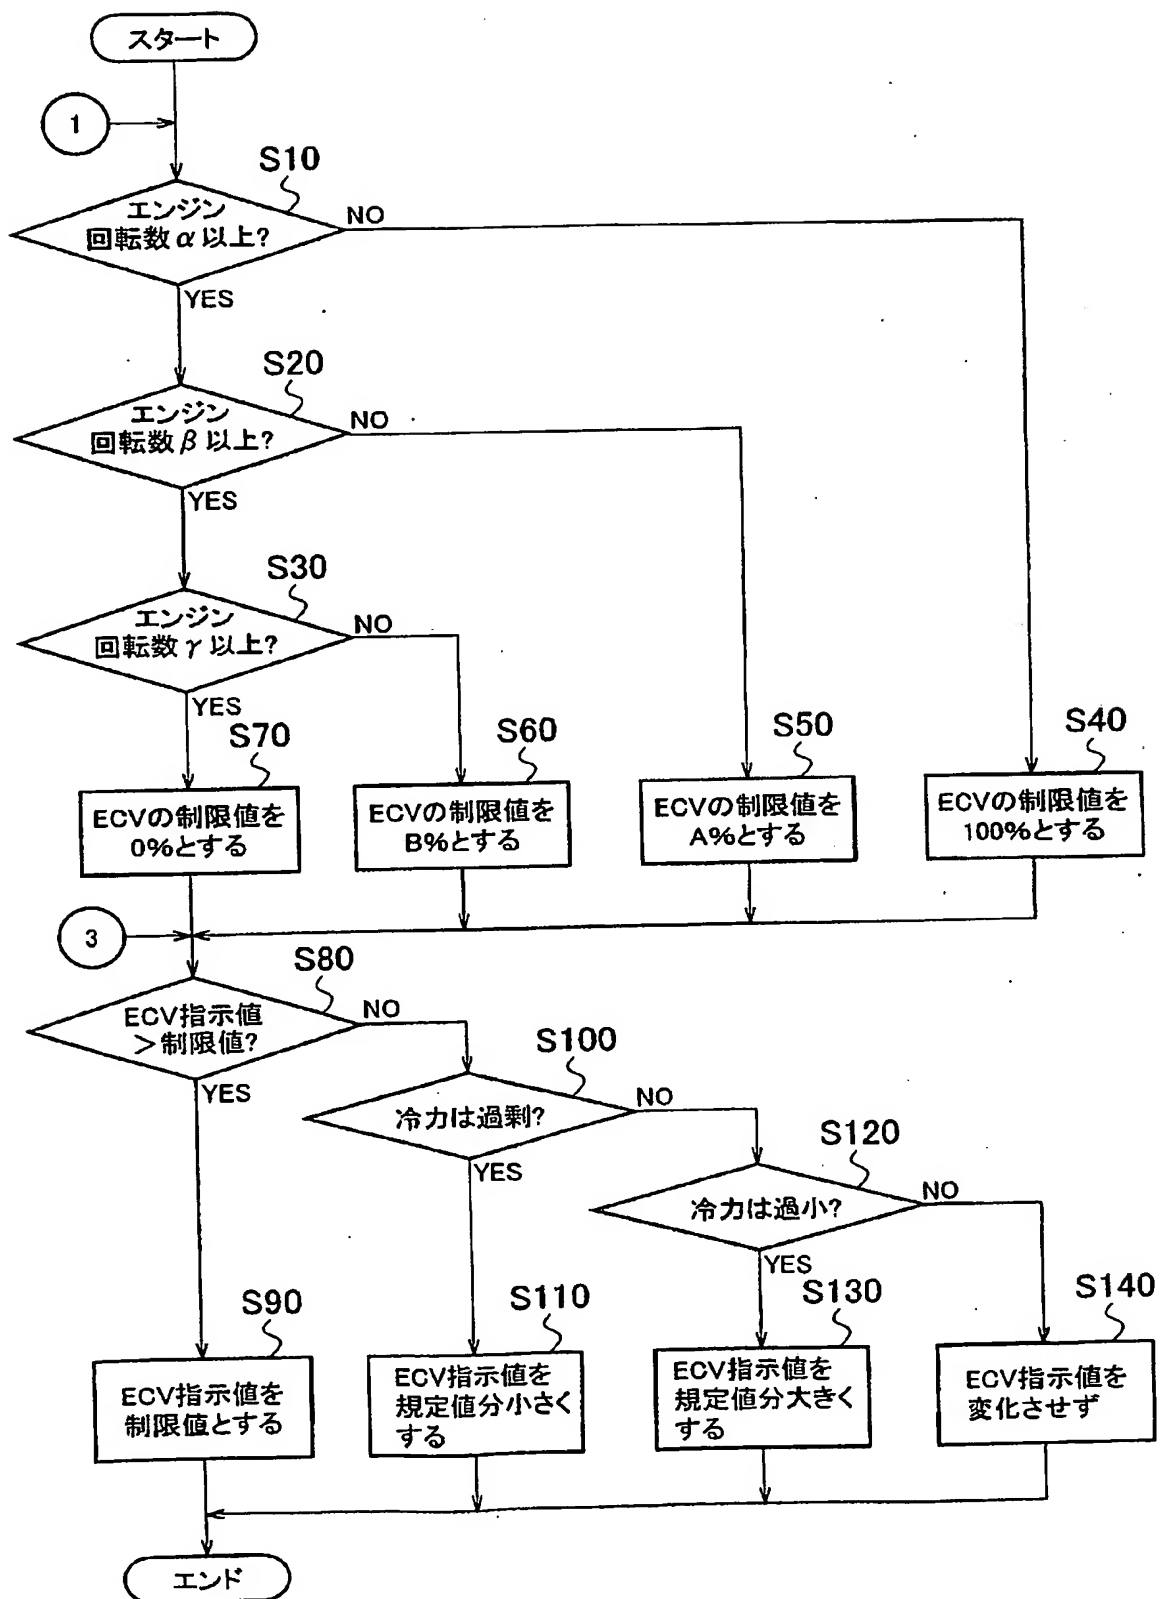 スタート
1
S10
エンジン
回転数α以上?
NO
YES
S20
エンジン
回転数β以上?
NO
YES
S30
エンジン
回転数γ以上?
NO
YES
S70
S60
S50
S40
ECVの制限値を
0%とする
ECVの制限値を
B%とする
ECVの制限値を
A%とする
ECVの制限値を
100%とする
3
S80
ECV指示値
>制限値?
NO
YES
S100
冷力は過剰?
NO
YES
S120
冷力は過小?
NO
YES
S90
S110
S130
S140
ECV指示値を
制限値とする
ECV指示値を
規定値分小さく
する
ECV指示値を
規定値分大きく
する
ECV指示値を
変化させず
エンド